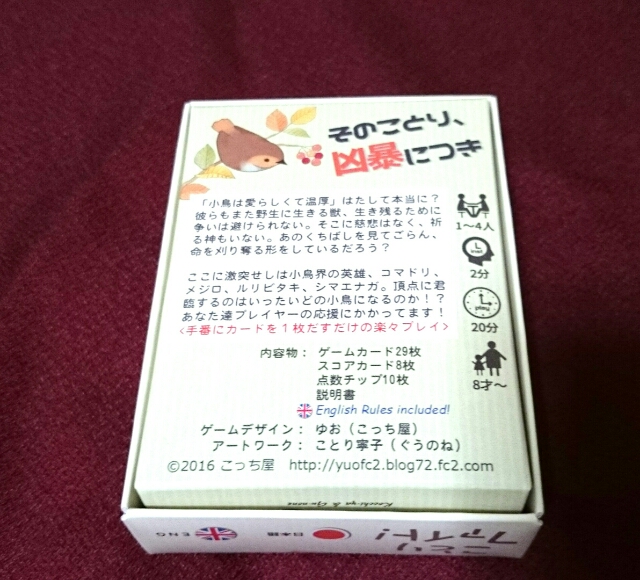 そのことり、
凶暴につき
「小鳥は愛らしくて温厚」はたして本当に？
彼らもまた野生に生きる獣、生き残るために
争いは避けられない。そこに慈悲はなく、祈
る神もいない。あのくちばしを見てごらん、
命を刈り奪る形をしているだろう？
ここに激突せしは小鳥界の英雄、コマドリ、
メジロ、ルリビタキ、シマエナガ。頂点に君
臨するのはいったいどの小鳥になるのか！？
あなた達プレイヤーの応援にかかってます！
<手番にカードを１枚だすだけの楽々プレイ>
1〜4人
2分
20分
8才〜
内容物： ゲームカード29枚
スコアカード8枚
点数チップ10枚
説明書
English Rules included!
ゲームデザイン： ゆお（こっち屋）
アートワーク： ことり寧子（ぐうのね）
©2016 こっち屋 http://yuofc2.blog72.fc2.com
ことり
ファイト！
日本語
ENG